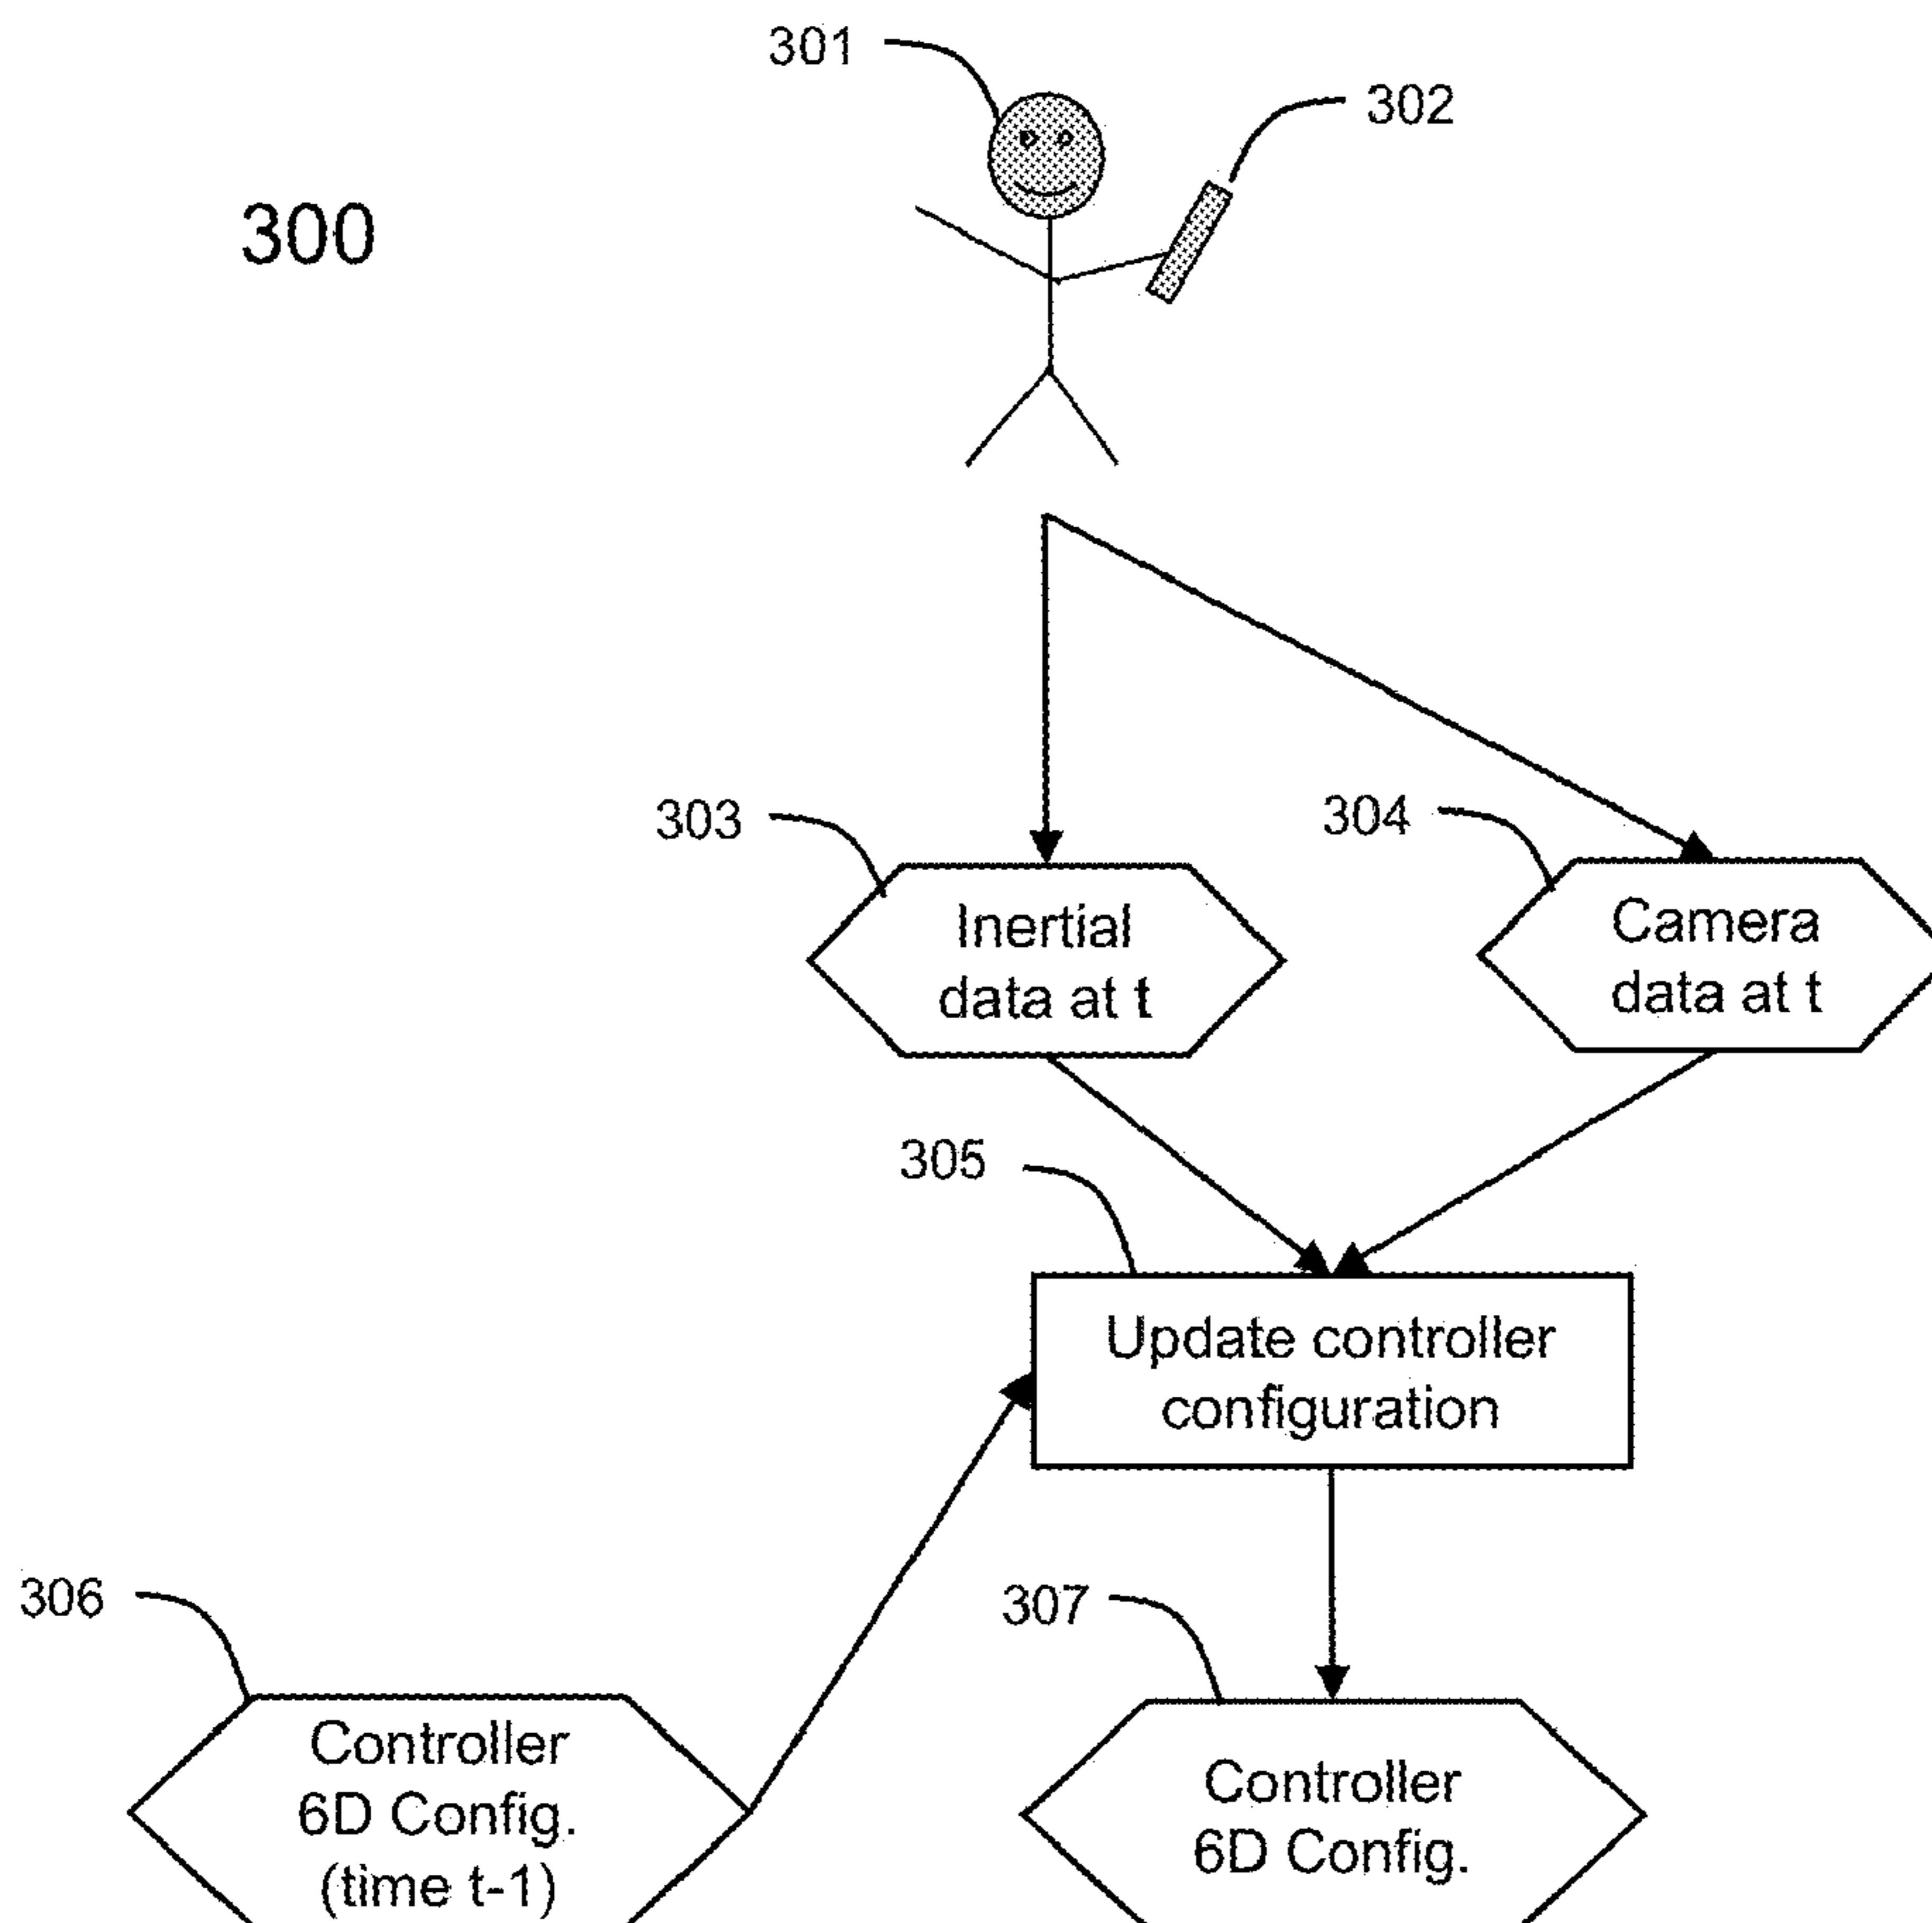 301
302
300
303
304
Inertial
data at t
Camera
data at t
305
Update controller
configuration
306
307
Controller
6D Config.
(time t-1)
Controller
6D Config.